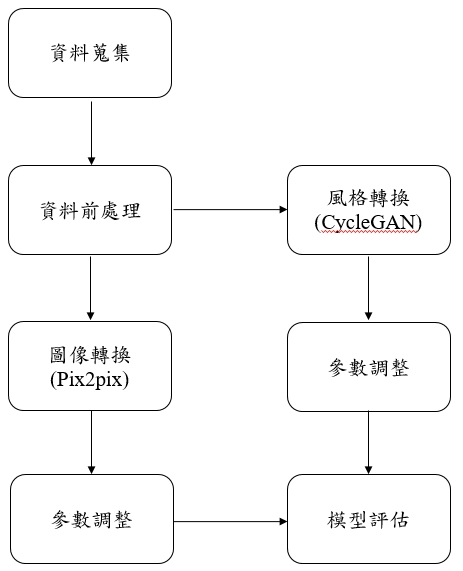 資料蒐集
資料前處理
風格轉換
(CycleGAN)
圖像轉換
(Pix2pix)
參數調整
參數調整
模型評估